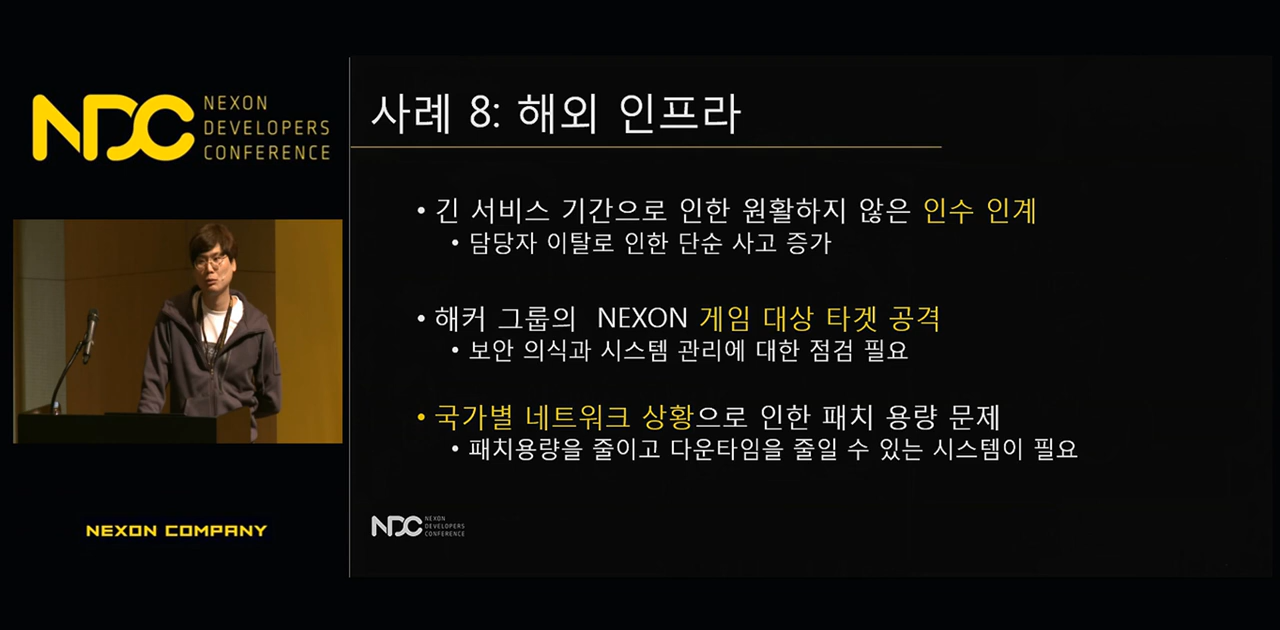 NDC
NEXON
DEVELOPERS
CONFERENCE
NEXON COMPANY
사례 8: 해외 인프라
• 긴 서비스 기간으로 인한 원활하지 않은 인수 인계
• 담당자 이탈로 인한 단순 사고 증가
• 해커 그룹의 NEXON 게임 대상 타겟 공격
• 보안 의식과 시스템 관리에 대한 점검 필요
• 국가별 네트워크 상황으로 인한 패치 용량 문제
• 패치용량을 줄이고 다운타임을 줄일 수 있는 시스템이 필요
NDC
NEXON
DEVELOPERS
CONFERENCE